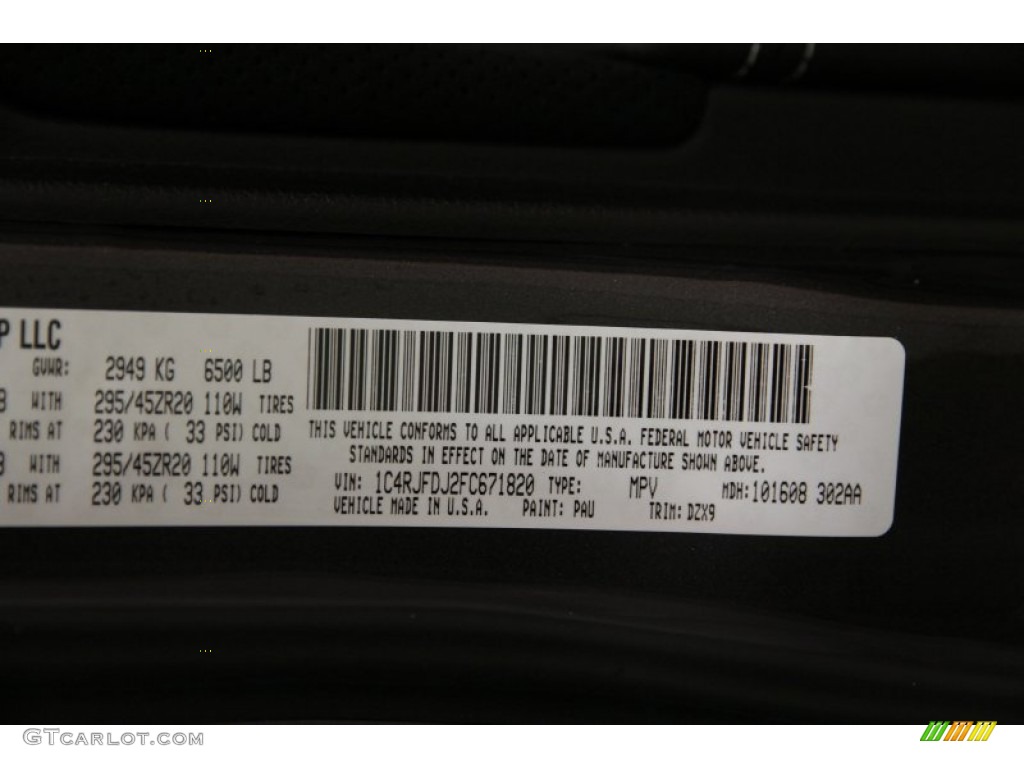 P LLC
GVWR: 2949 KG 6500 LB
WITH 295/45ZR20 110W TIRES
RIMS AT 230 KPA ( 33 PSI) COLD
WITH 295/45ZR20 110W TIRES
RIMS AT 230 KPA ( 33 PSI) COLD
THIS VEHICLE CONFORMS TO ALL APPLICABLE U.S.A. FEDERAL MOTOR VEHICLE SAFETY
STANDARDS IN EFFECT ON THE DATE OF MANUFACTURE SHOWN ABOVE.
VIN: 1C4RJFDJ2FC671820 TYPE: MPV MDH:101608 302AA
VEHICLE MADE IN U.S.A. PAINT: PAU TRIM: DZX9
GTCARLOT.COM